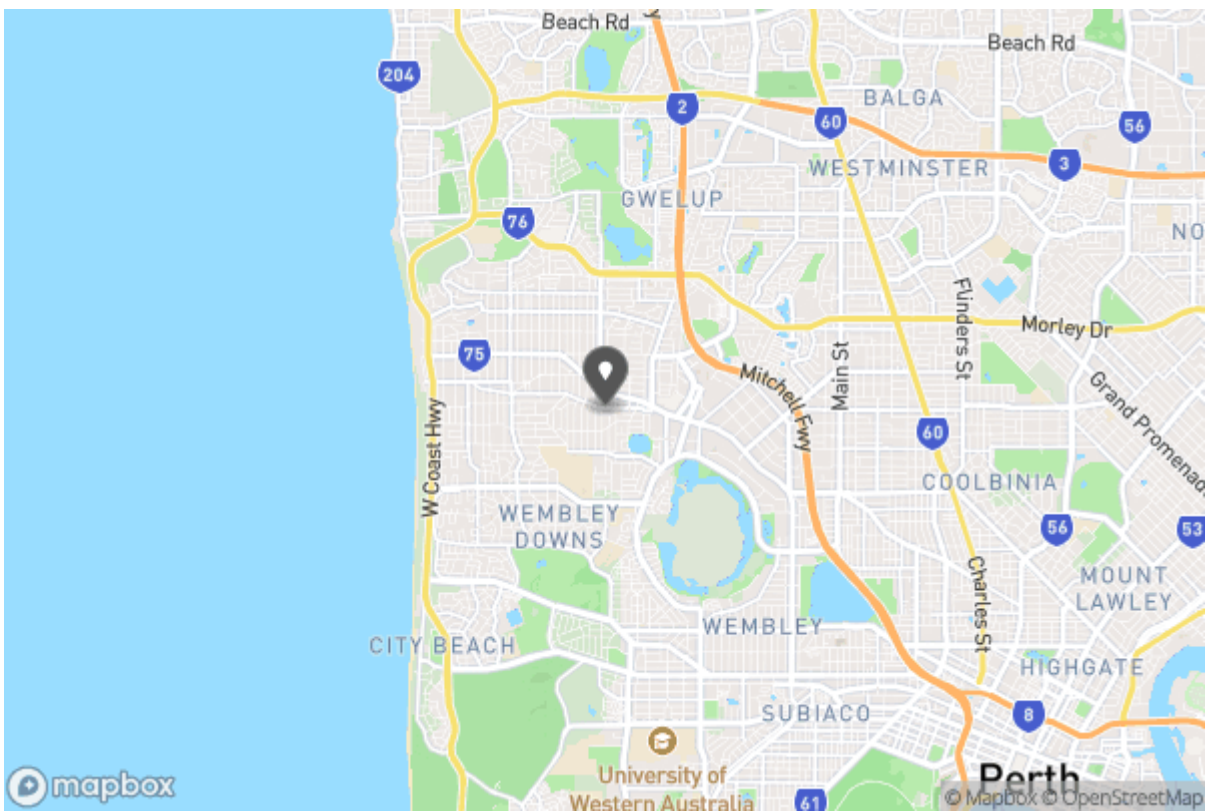 Beach Rd
Beach Rd
204
2
BALGA
60
56
WESTMINSTER
3
GWELUP
76
NO
Flinders St
Morley Dr
75
Main St
Mitchell Fwy
Grand Promenad
W Coast Hwy
60
COOLBINIA
WEMBLEY
DOWNS
56
53
Charles St
MOUNT
LAWLEY
WEMBLEY
CITY BEACH
HIGHGATE
SUBIACO
8
University of
Western Australia
61
Perth
mapbox
© Mapbox © OpenStreetMap